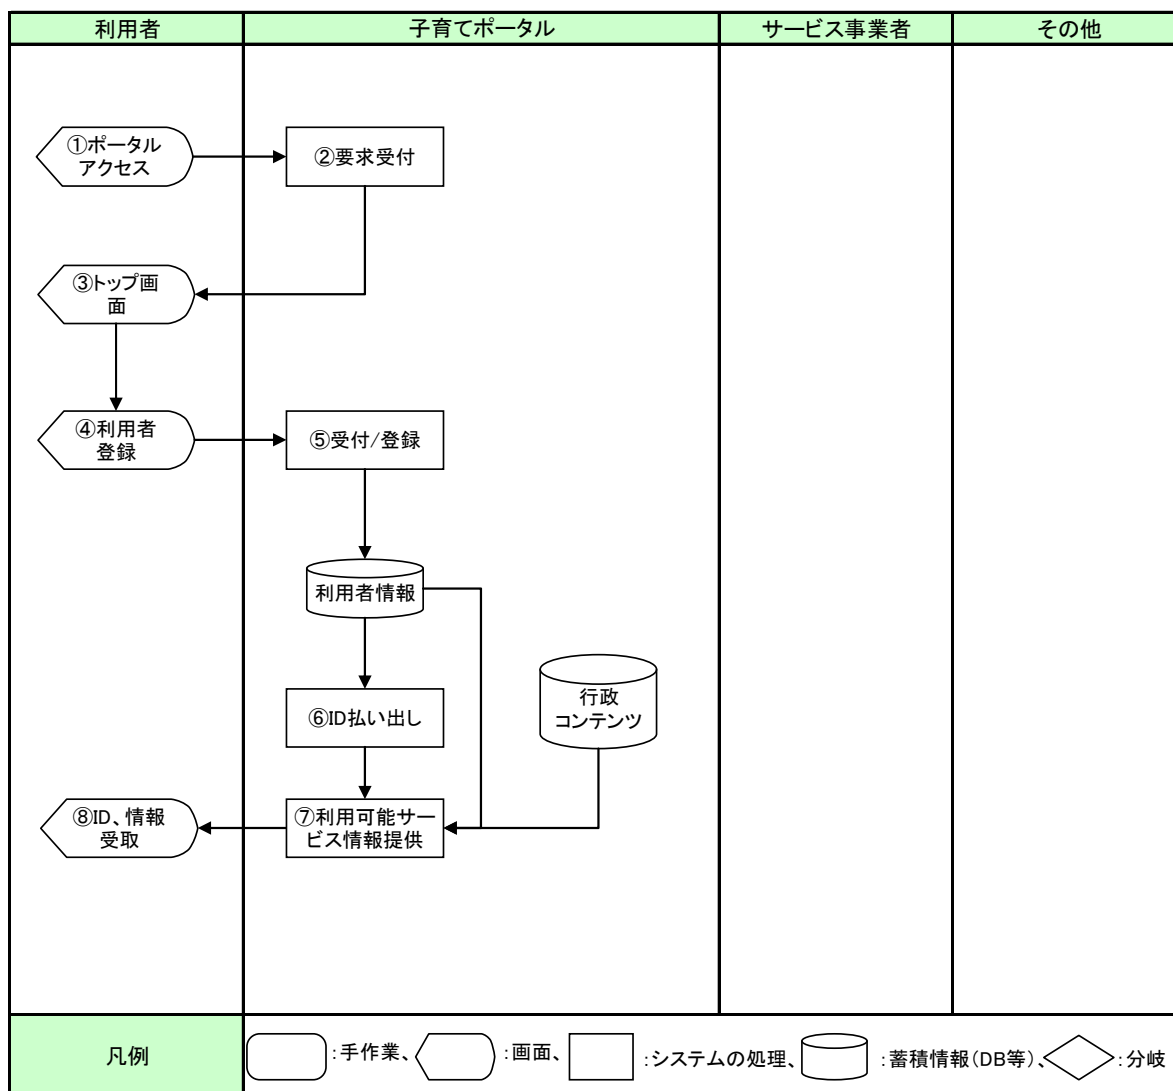 利用者
子育てポータル
サービス事業者
その他
①ポータル
アクセス
②要求受付
③トップ画
面
④利用者
登録
⑤受付/登録
利用者情報
行政
コンテンツ
⑥ID払い出し
⑦利用可能サー
ビス情報提供
⑧ID、情報
受取
凡例
:手作業、
:画面、
:システムの処理、
:蓄積情報(DB等)、
:分岐